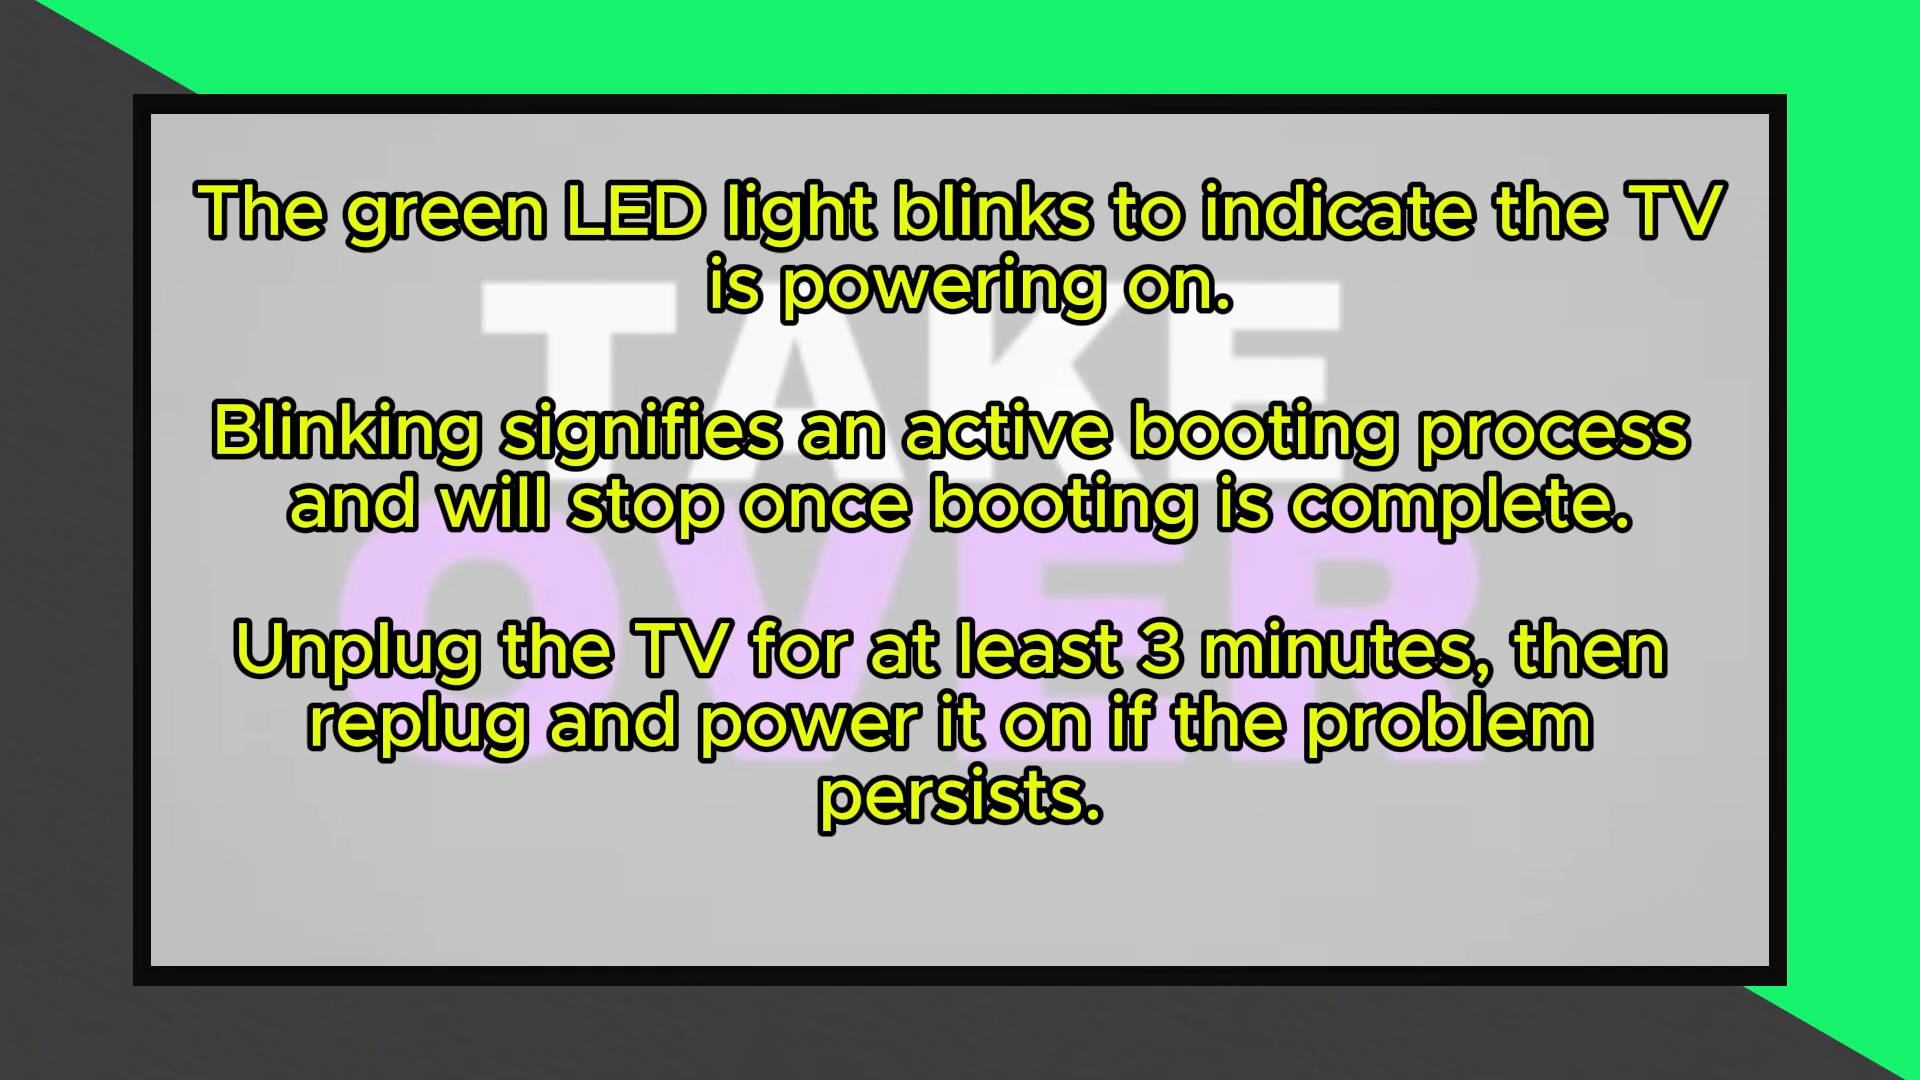 The green LED light blinks to indicate the TV
is powering on.
TAKE
Blinking signifies an active booting process
and will stop once booting is complete.
OVER
Unplug the TV for at least 3 minutes, then
replug and power it on if the problem
persists.